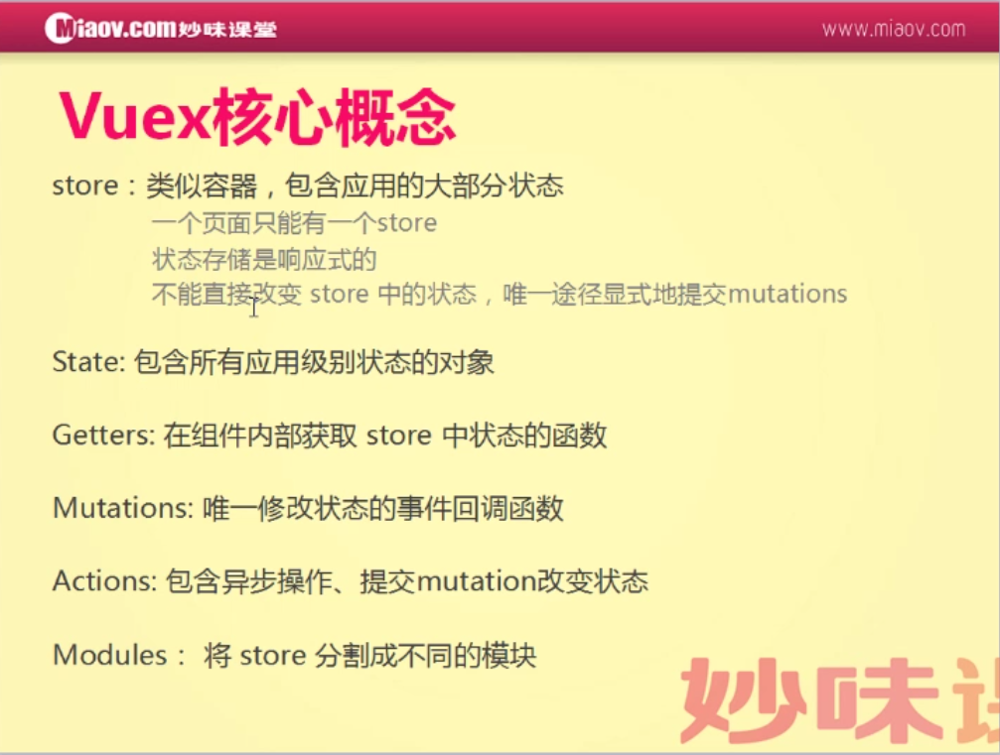 Miaov.com妙味课堂
www.miaov.com
Vuex核心概念
store：类似容器，包含应用的大部分状态
一个页面只能有一个store
状态存储是响应式的
不能直接改变 store 中的状态，唯一途径显式地提交mutations
State: 包含所有应用级别状态的对象
Getters: 在组件内部获取 store 中状态的函数
Mutations: 唯一修改状态的事件回调函数
Actions: 包含异步操作、提交mutation改变状态
Modules： 将 store 分割成不同的模块
妙味